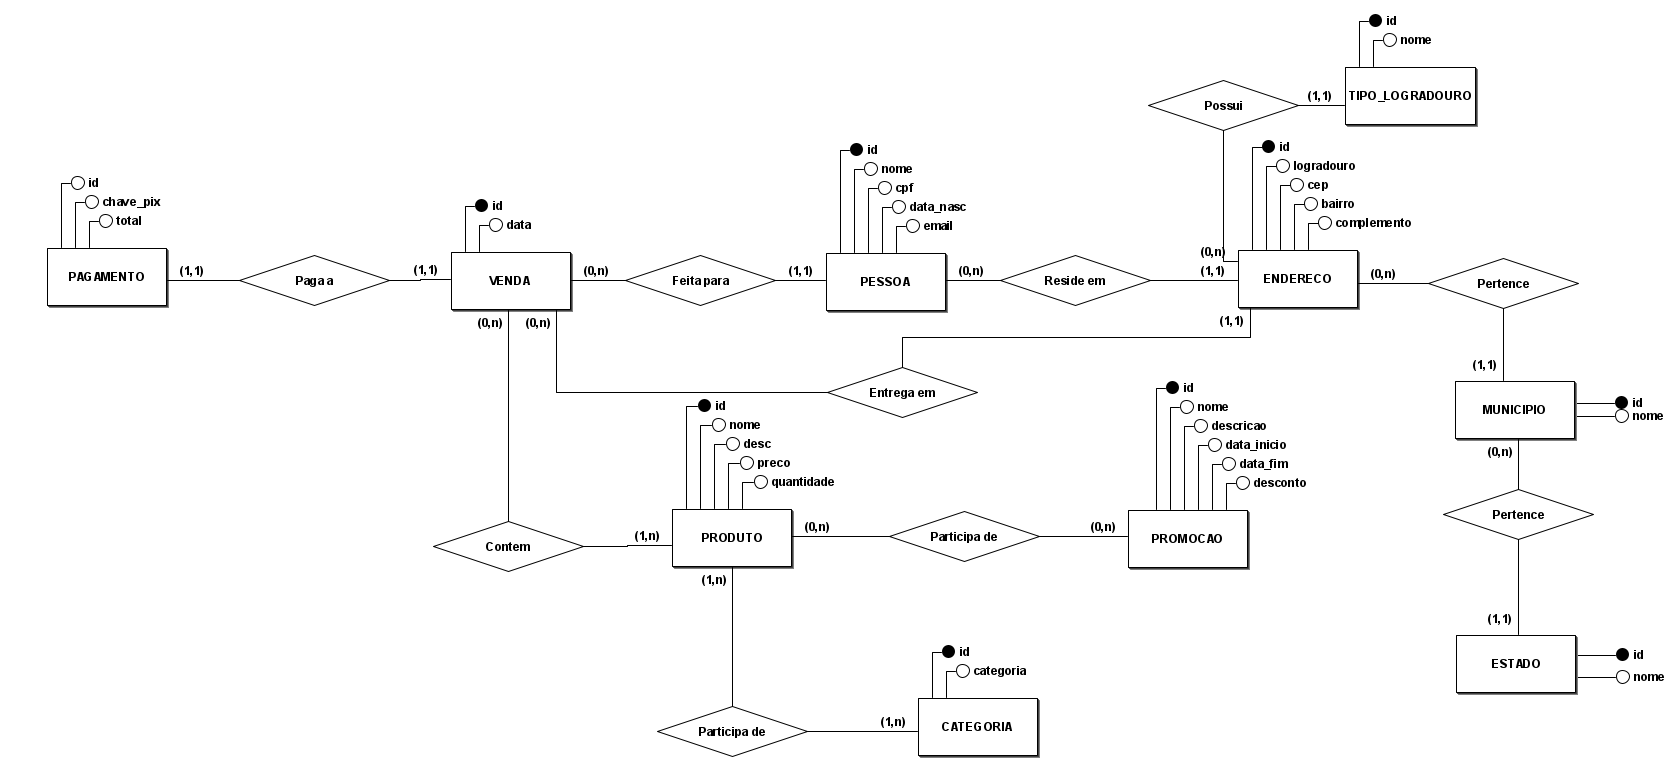 id
nome
TIPO_LOGRADOURO
Possui
(1,1)
(0,n)
id
chave_pix
total
PAGAMENTO
(1,1)
Paga a
(1,1)
id
data
VENDA
(0,n)
Feita para
(1,1)
id
nome
cpf
data_nasc
email
PESSOA
(0,n)
Reside em
(1,1)
id
logradouro
cep
bairro
complemento
ENDERECO
(0,n)
Pertence
(1,1)
(0,n)
(0,n)
(1,1)
Entrega em
MUNICIPIO
id
nome
(0,n)
Pertence
(1,1)
ESTADO
id
nome
Contem
(1,n)
id
nome
desc
preco
quantidade
PRODUTO
(0,n)
Participa de
(0,n)
id
nome
descricao
data_inicio
data_fim
desconto
PROMOCAO
(1,n)
Participa de
(1,n)
id
categoria
CATEGORIA